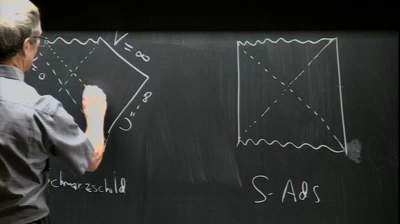 V = ∞
= 0
U = ∞
chwarzschild
S-Ads